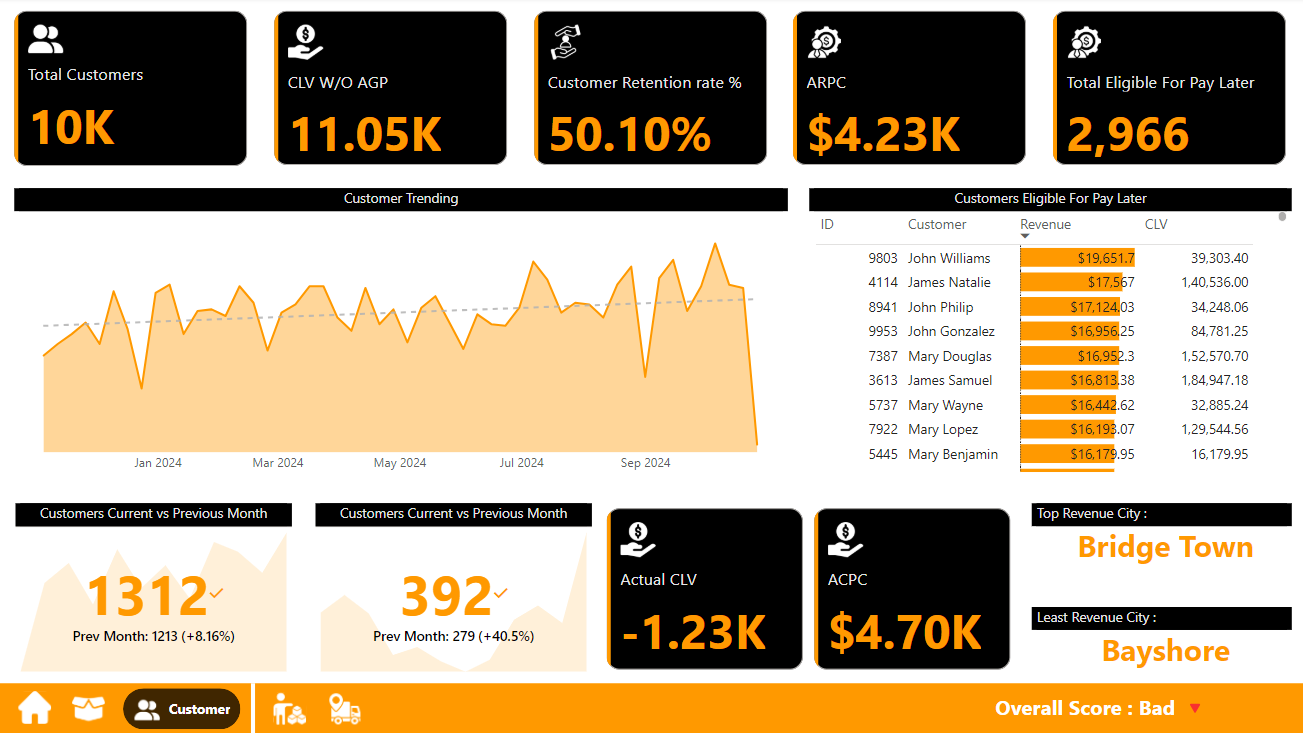 Total Customers
10K
CLV W/O AGP
11.05K
Customer Retention rate %
50.10%
ARPC
$4.23K
Total Eligible For Pay Later
2,966
Customer Trending
Jan 2024 Mar 2024 May 2024 Jul 2024 Sep 2024
Customers Eligible For Pay Later
ID Customer Revenue CLV
9803 John Williams $19,651.7 39,303.40
4114 James Natalie $17,567 1,40,536.00
8941 John Philip $17,124.03 34,248.06
9953 John Gonzalez $16,956.25 84,781.25
7387 Mary Douglas $16,952.3 1,52,570.70
3613 James Samuel $16,813.38 1,84,947.18
5737 Mary Wayne $16,442.62 32,885.24
7922 Mary Lopez $16,193.07 1,29,544.56
5445 Mary Benjamin $16,179.95 16,179.95
Customers Current vs Previous Month
1312
Prev Month: 1213 (+8.16%)
Customers Current vs Previous Month
392
Prev Month: 279 (+40.5%)
Actual CLV
-1.23K
ACPC
$4.70K
Top Revenue City :
Bridge Town
Least Revenue City :
Bayshore
Customer
Overall Score : Bad